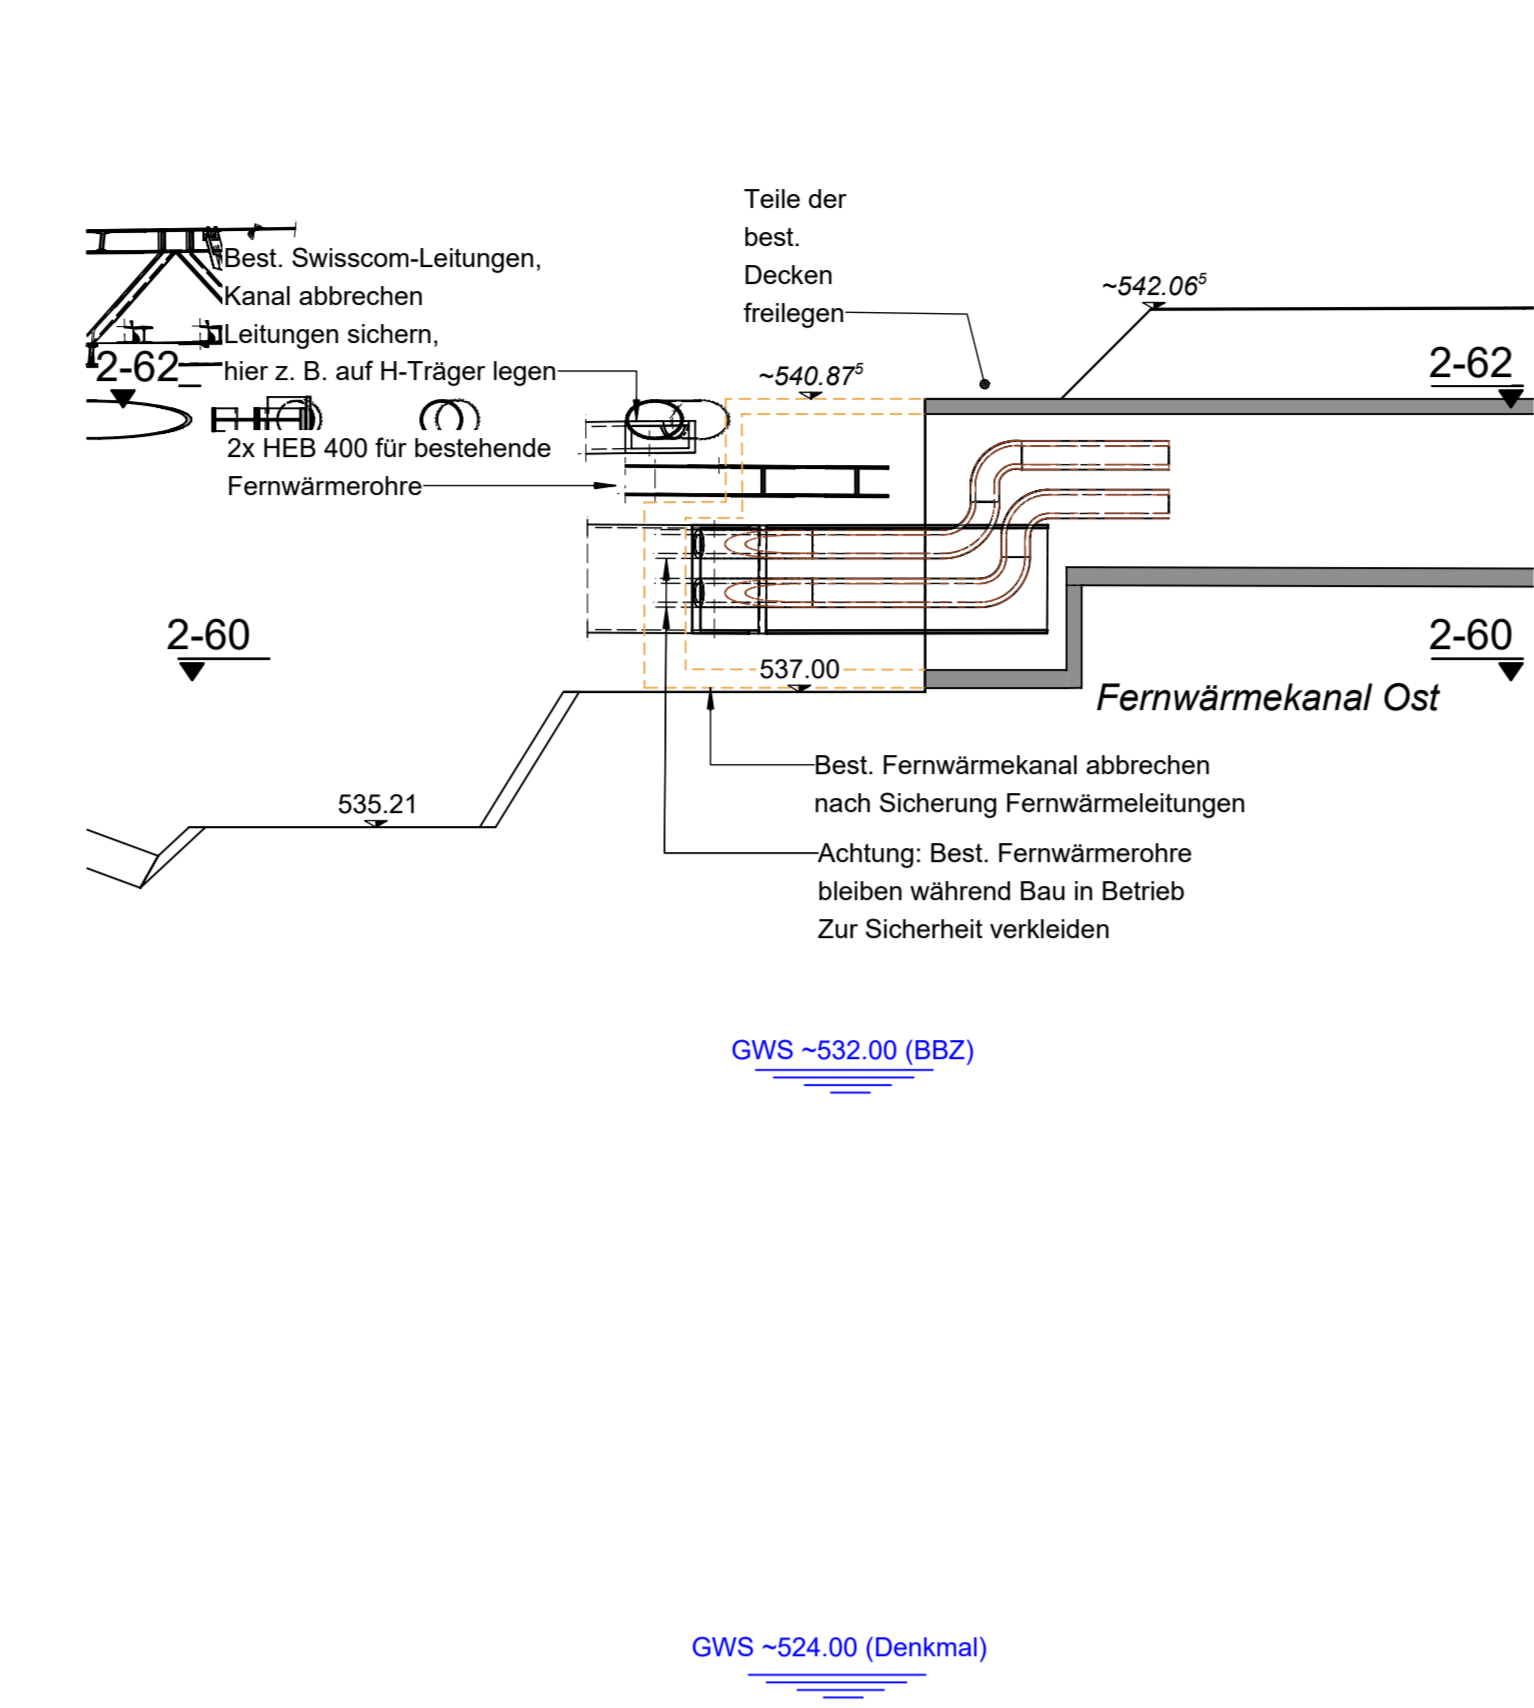 Teile der
best.
Decken
freilegen
Best. Swisscom-Leitungen,
Kanal abbrechen
Leitungen sichern,
hier z. B. auf H-Träger legen
~542.06⁵
2-62
2-62
~540.87⁵
2x HEB 400 für bestehende
Fernwärmerohre
2-60
2-60
537.00
Fernwärmekanal Ost
Best. Fernwärmekanal abbrechen
nach Sicherung Fernwärmeleitungen
535.21
Achtung: Best. Fernwärmerohre
bleiben während Bau in Betrieb
Zur Sicherheit verkleiden
GWS ~532.00 (BBZ)
GWS ~524.00 (Denkmal)